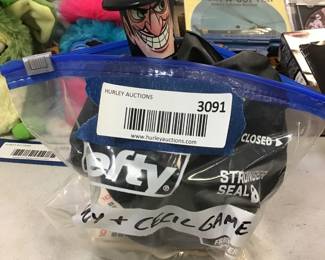 HURLEY AUCTIONS
3091
www.hurleyauctions.com
CLOSED
efty
STRONGER
SEAL
+ CECIL GAME